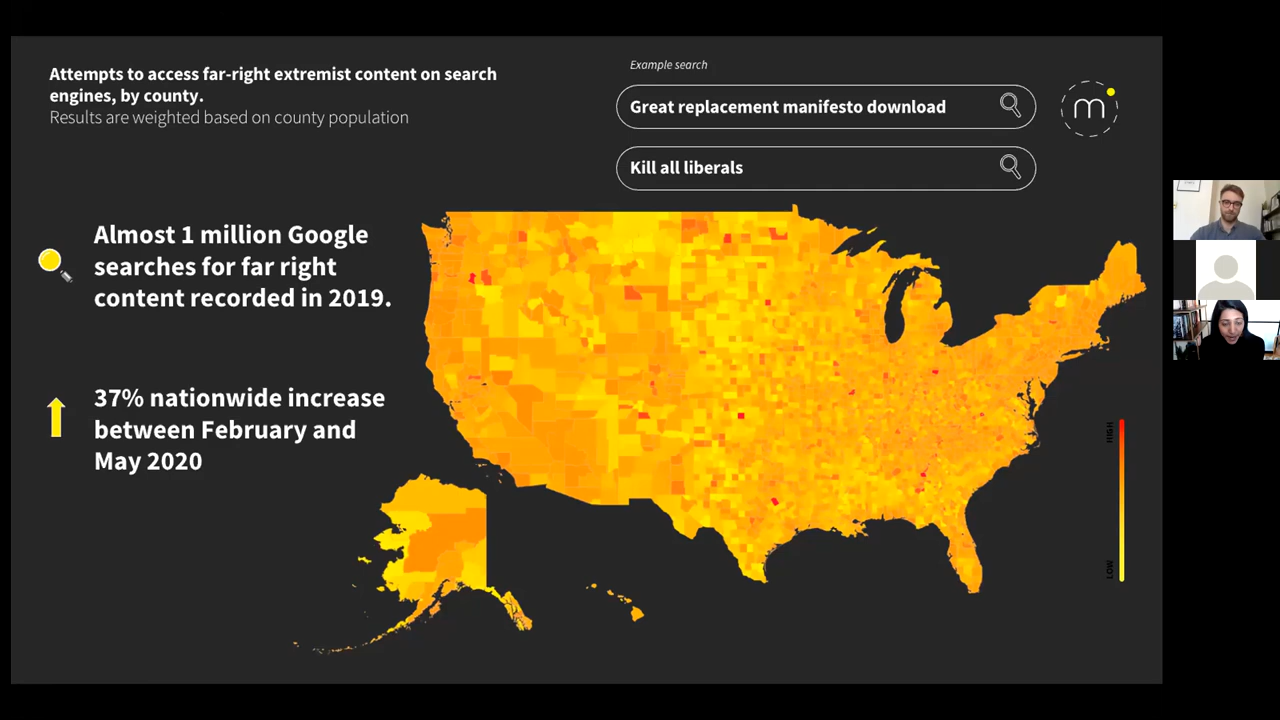 Attempts to access far-right extremist content on search
engines, by county.
Results are weighted based on county population
Example search
Great replacement manifesto download
Kill all liberals
m
Almost 1 million Google
searches for far right
content recorded in 2019.
37% nationwide increase
between February and
May 2020
HIGH
LOW